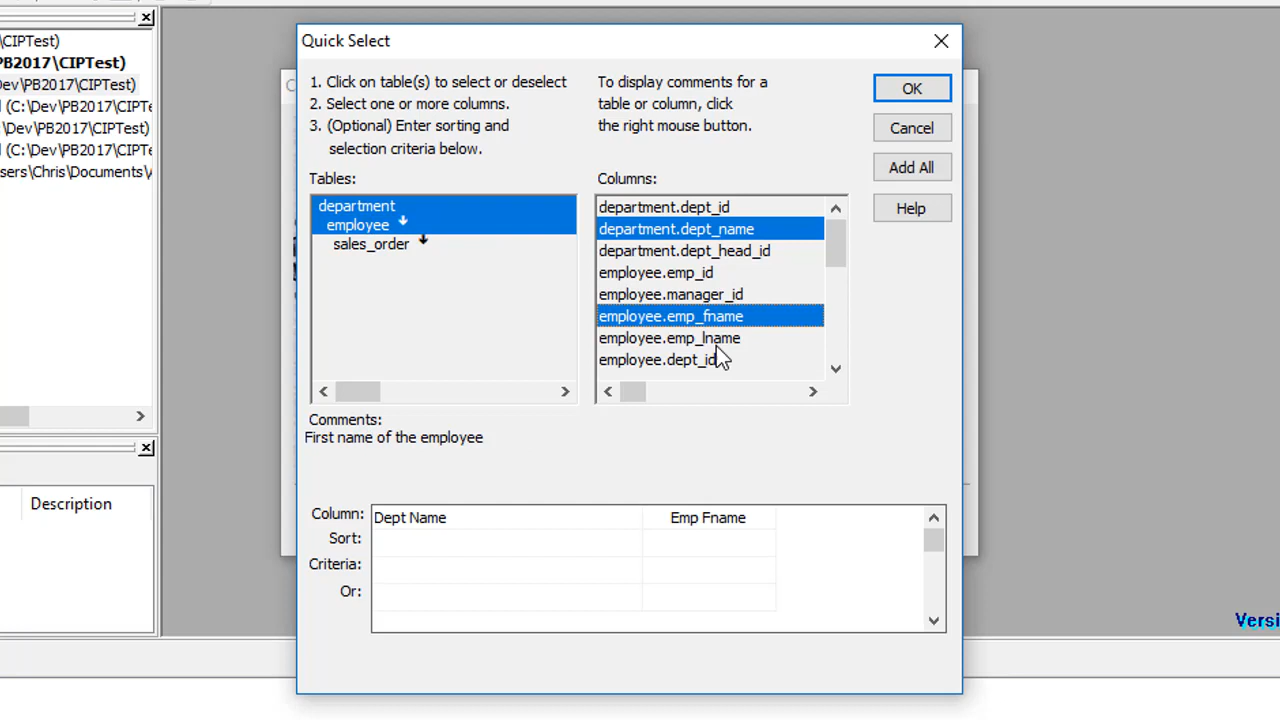 \CIPTest)
PB2017\CIPTest)
Dev\PB2017\CIPTest)
(C:\Dev\PB2017\CIPTe
Dev\PB2017\CIPTest)
(C:\Dev\PB2017\CIPTe
sers\Chris\Documents\
Description
Quick Select
1. Click on table(s) to select or deselect
2. Select one or more columns.
3. (Optional) Enter sorting and
selection criteria below.
To display comments for a
table or column, click
the right mouse button.
OK
Cancel
Add All
Help
Tables:
department
employee
sales_order
Columns:
department.dept_id
department.dept_name
department.dept_head_id
employee.emp_id
employee.manager_id
employee.emp_fname
employee.emp_lname
employee.dept_id
Comments:
First name of the employee
Column: Dept Name Emp Fname
Sort:
Criteria:
Or:
Versi